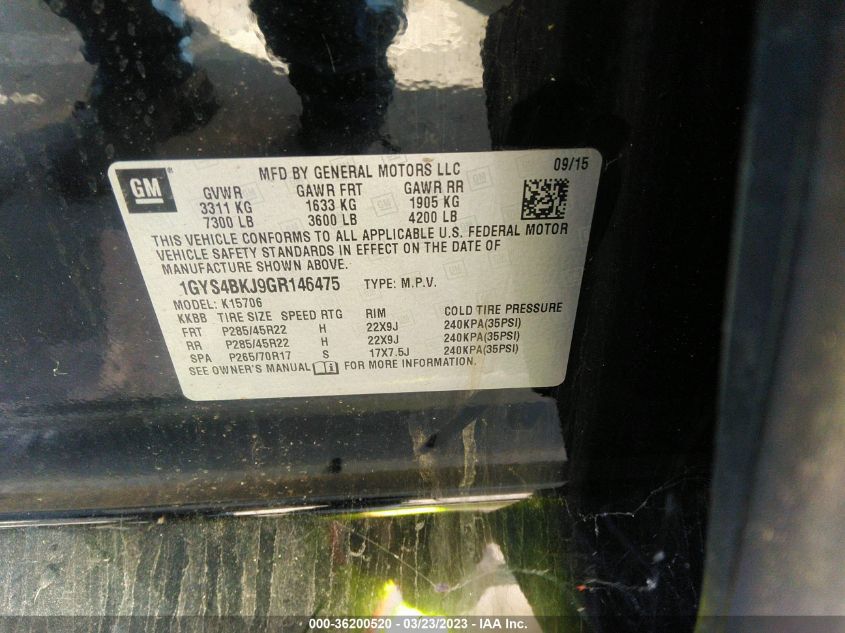 GM
®
MFD BY GENERAL MOTORS LLC
09/15
GVWR GAWR FRT GAWR RR
3311 KG 1633 KG 1905 KG
7300 LB 3600 LB 4200 LB
THIS VEHICLE CONFORMS TO ALL APPLICABLE U.S. FEDERAL MOTOR
VEHICLE SAFETY STANDARDS IN EFFECT ON THE DATE OF
MANUFACTURE SHOWN ABOVE.
1GYS4BKJ9GR146475 TYPE: M.P.V.
MODEL: K15706
KKBB TIRE SIZE SPEED RTG RIM COLD TIRE PRESSURE
FRT P285/45R22 H 22X9J 240KPA(35PSI)
RR P285/45R22 H 22X9J 240KPA(35PSI)
SPA P265/70R17 S 17X7.5J 240KPA(35PSI)
SEE OWNER'S MANUAL FOR MORE INFORMATION.
000-36200520 - 03/23/2023 - IAA Inc.